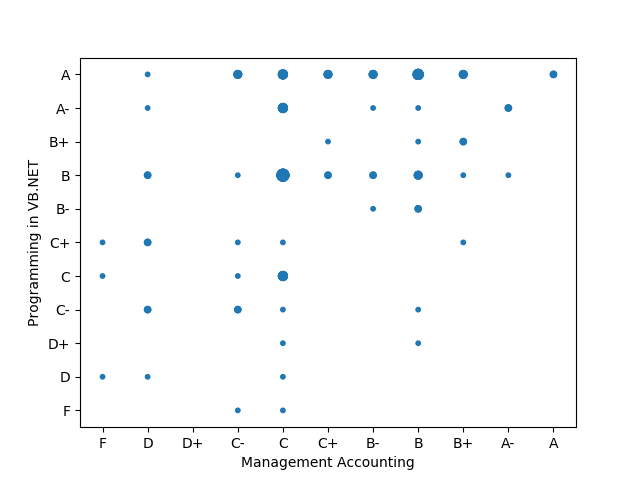 A
A-
B+
B
B-
C+
C
C-
D+
D
F
Programming in VB.NET
F D D+ C- C C+ B- B B+ A- A
Management Accounting